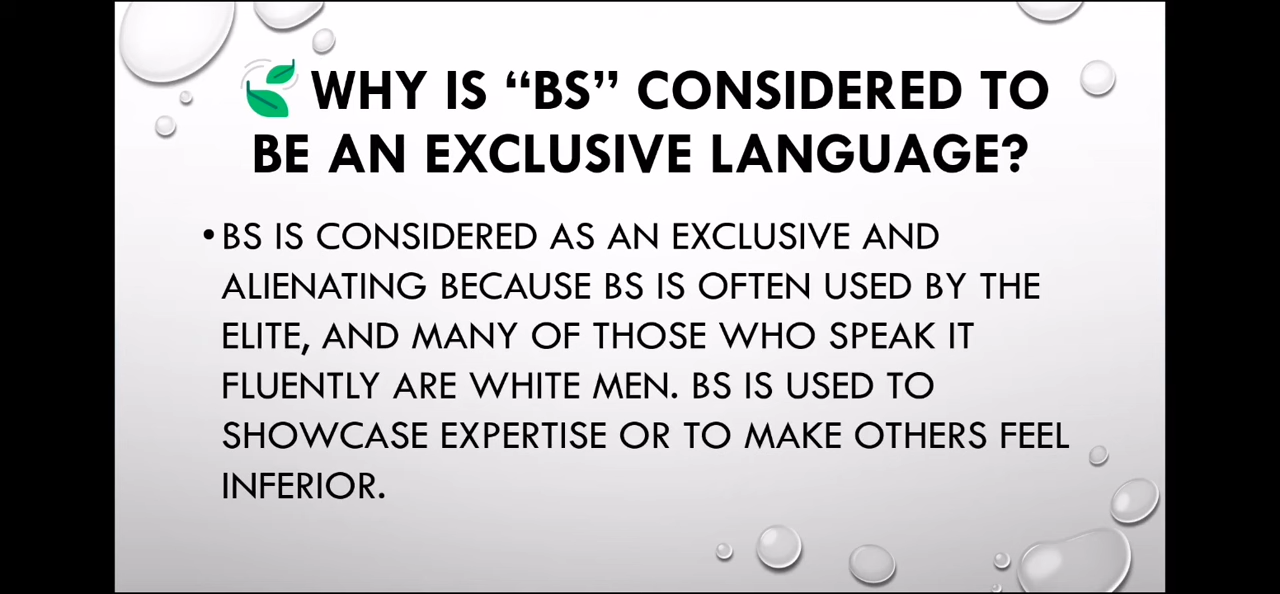 WHY IS “BS” CONSIDERED TO
BE AN EXCLUSIVE LANGUAGE?
• BS IS CONSIDERED AS AN EXCLUSIVE AND
ALIENATING BECAUSE BS IS OFTEN USED BY THE
ELITE, AND MANY OF THOSE WHO SPEAK IT
FLUENTLY ARE WHITE MEN. BS IS USED TO
SHOWCASE EXPERTISE OR TO MAKE OTHERS FEEL
INFERIOR.